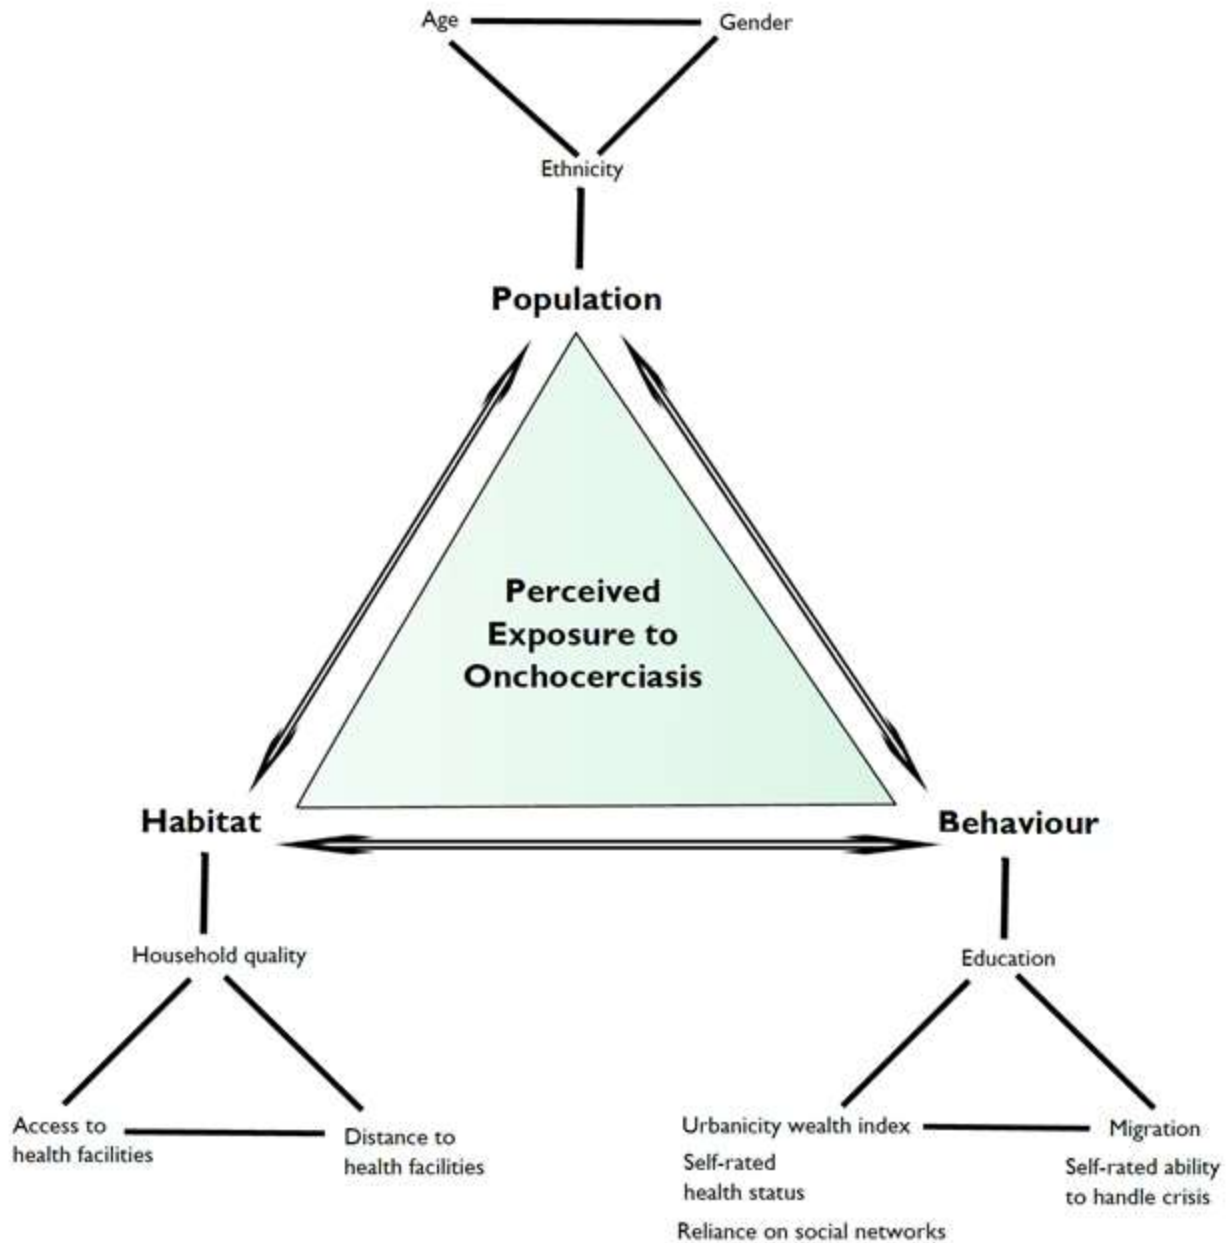 Age
Gender
Ethnicity
Population
Perceived
Exposure to
Onchocerciasis
Habitat
Behaviour
Household quality
Education
Access to
health facilities
Distance to
health facilities
Urbanicity wealth index
Migration
Self-rated
health status
Self-rated ability
to handle crisis
Reliance on social networks